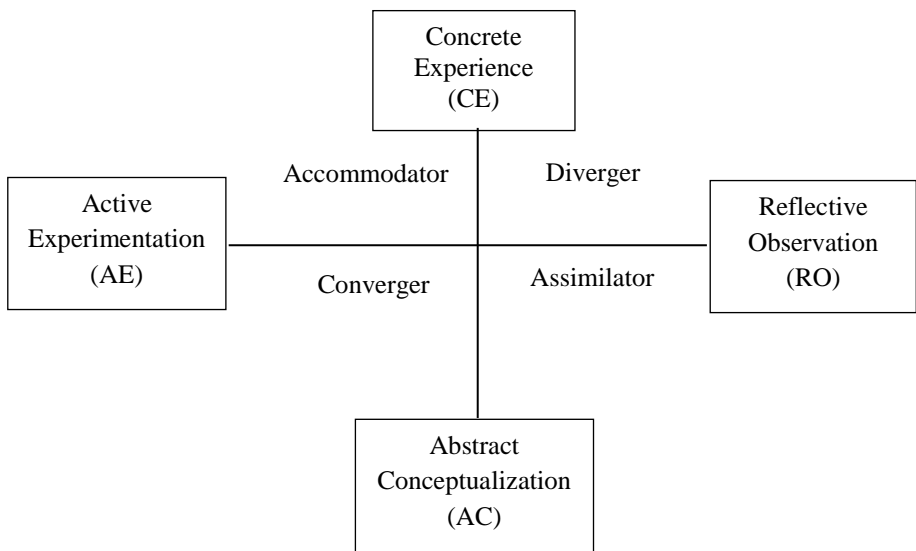 Concrete
Experience
(CE)
Accommodator
Diverger
Active
Experimentation
(AE)
Reflective
Observation
(RO)
Converger
Assimilator
Abstract
Conceptualization
(AC)